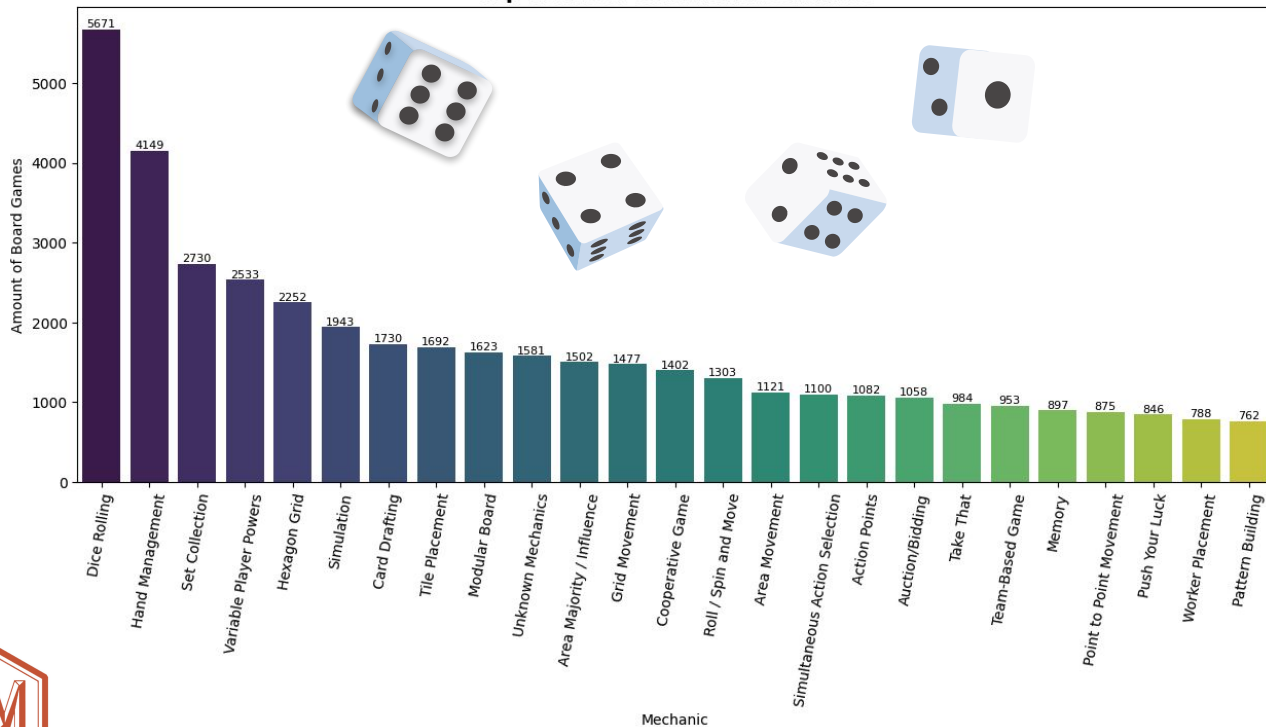 5671
4149
2730
2533
2252
1943
1730
1692
1623
1581
1502
1477
1402
1303
1121
1100
1082
1058
984
953
897
875
846
788
762
Amount of Board Games
5000
4000
3000
2000
1000
0
Dice Rolling
Hand Management
Set Collection
Variable Player Powers
Hexagon Grid
Simulation
Card Drafting
Tile Placement
Modular Board
Unknown Mechanics
Area Majority / Influence
Grid Movement
Cooperative Game
Roll / Spin and Move
Area Movement
Simultaneous Action Selection
Action Points
Auction/Bidding
Take That
Team-Based Game
Memory
Point to Point Movement
Push Your Luck
Worker Placement
Pattern Building
Mechanic